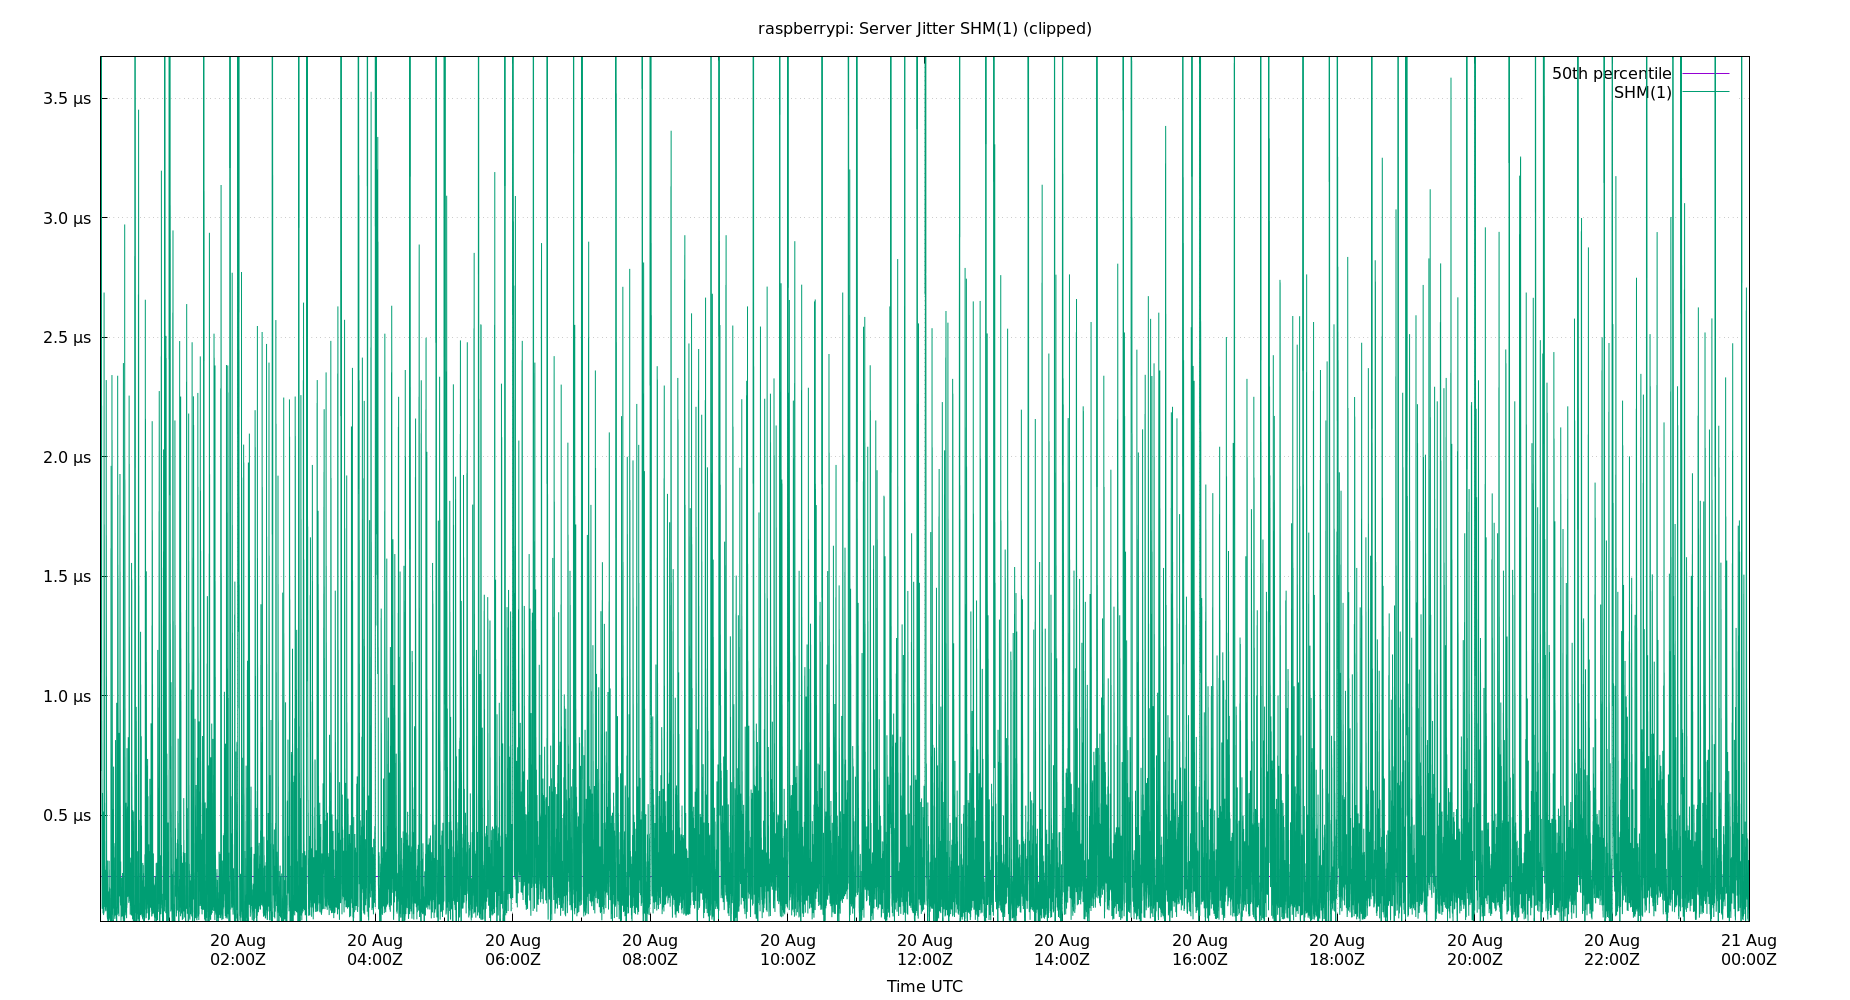 raspberrypi: Server Jitter SHM(1) (clipped)
50th percentile
SHM(1)
3.5 µs
3.0 µs
2.5 µs
2.0 µs
1.5 µs
1.0 µs
0.5 µs
20 Aug 20 Aug 20 Aug 20 Aug 20 Aug 20 Aug 20 Aug 20 Aug 20 Aug 20 Aug 20 Aug 21 Aug
02:00Z 04:00Z 06:00Z 08:00Z 10:00Z 12:00Z 14:00Z 16:00Z 18:00Z 20:00Z 22:00Z 00:00Z
Time UTC